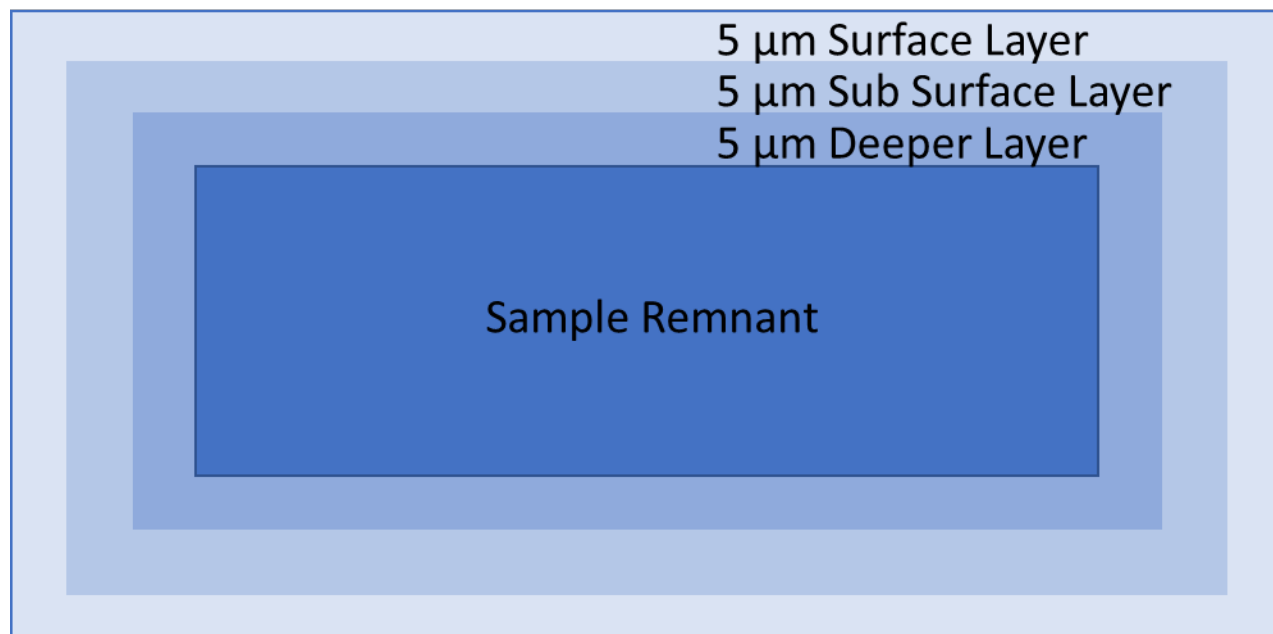 5 μm Surface Layer
5 μm Sub Surface Layer
5 μm Deeper Layer
Sample Remnant